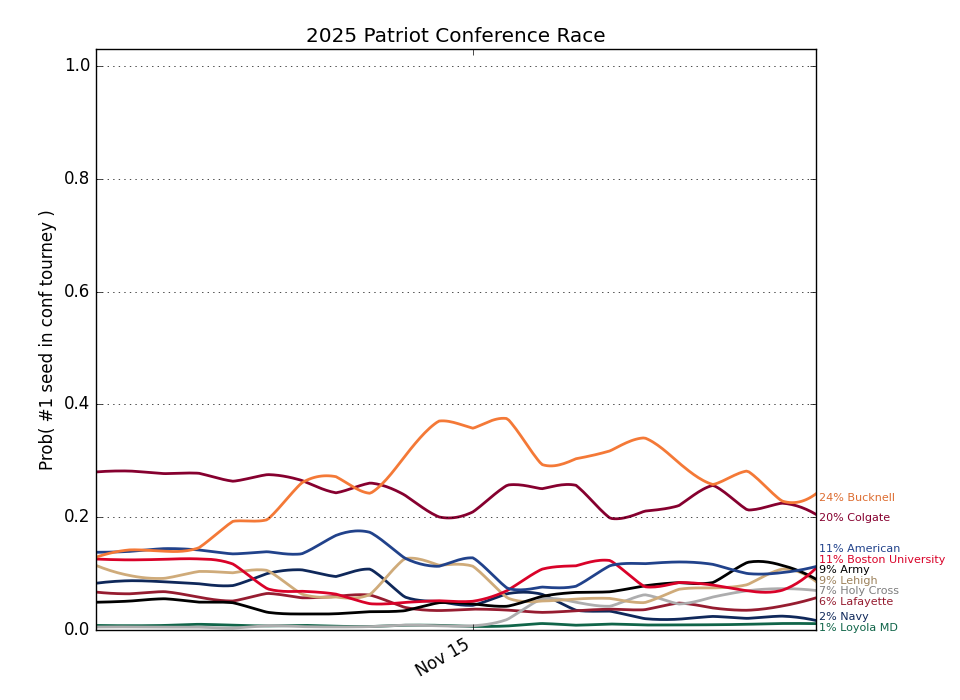 2025 Patriot Conference Race
Prob( #1 seed in conf tourney )
1.0
0.8
0.6
0.4
0.2
0.0
Nov 15
24% Bucknell
20% Colgate
11% American
11% Boston University
9% Army
9% Lehigh
7% Holy Cross
6% Lafayette
2% Navy
1% Loyola MD